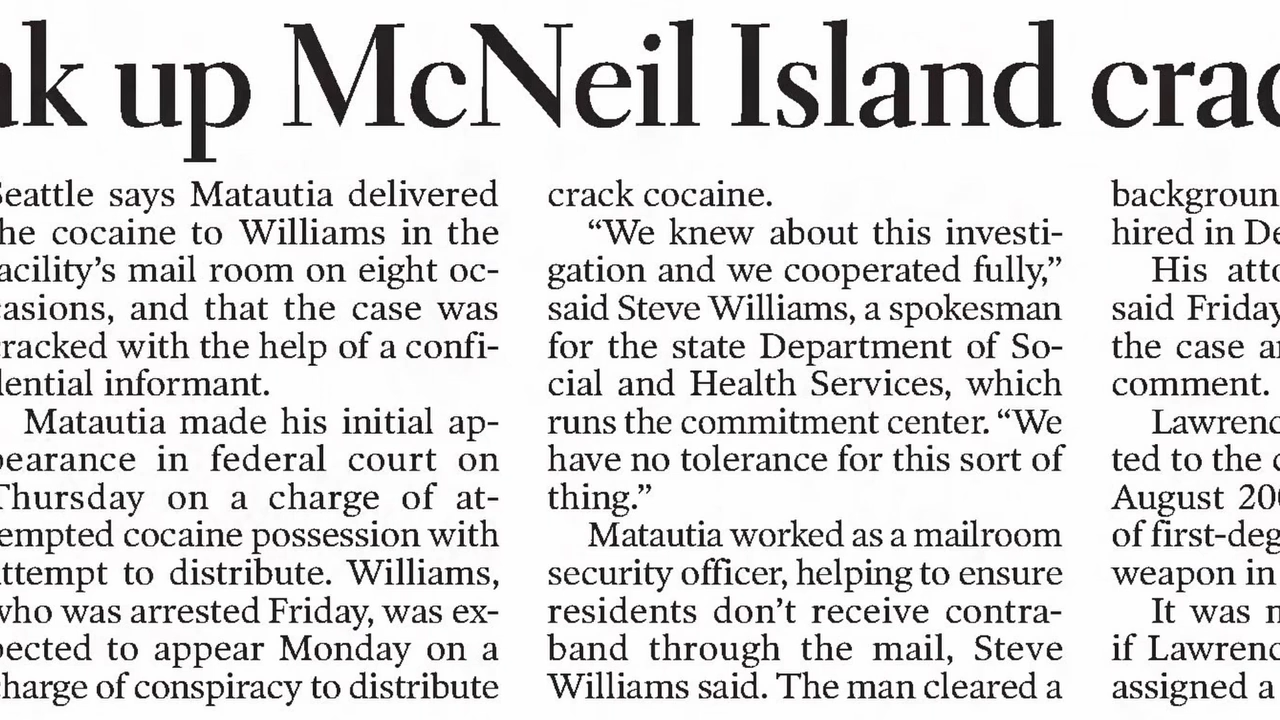 ak up McNeil Island crac
Seattle says Matautia delivered
he cocaine to Williams in the
acility’s mail room on eight oc-
casions, and that the case was
cracked with the help of a confi-
dential informant.
Matautia made his initial ap-
pearance in federal court on
Thursday on a charge of at-
empted cocaine possession with
attempt to distribute. Williams,
who was arrested Friday, was ex-
pected to appear Monday on a
charge of conspiracy to distribute
crack cocaine.
“We knew about this investi-
gation and we cooperated fully,”
said Steve Williams, a spokesman
for the state Department of So-
cial and Health Services, which
runs the commitment center. “We
have no tolerance for this sort of
thing.”
Matautia worked as a mailroom
security officer, helping to ensure
residents don’t receive contra-
band through the mail, Steve
Williams said. The man cleared a
backgroun
hired in De
His atto
said Friday
the case a
comment.
Lawrenc
ted to the
August 200
of first-deg
weapon in
It was
if Lawrenc
assigned a